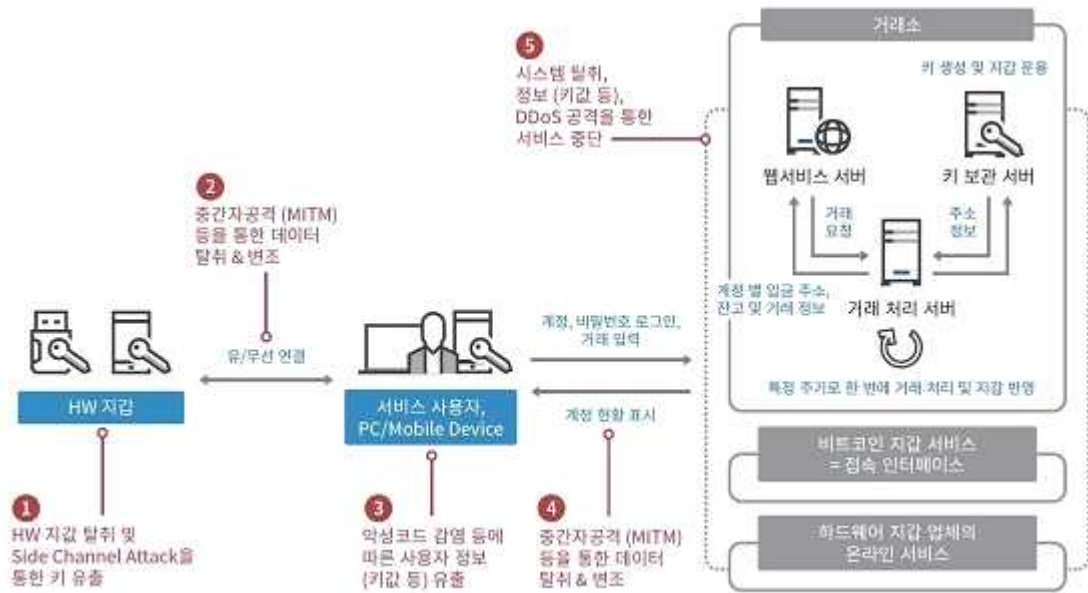 거래소
5
시스템 탈취,
정보 (키값 등),
DDoS 공격을 통한
서비스 중단
키 생성 및 지갑 운용
웹서비스 서버
키 보관 서버
2
중간자공격 (MITM)
등을 통한 데이터
탈취 & 변조
거래
요청
주소
정보
계정 별 입금 주소,
잔고 및 거래 정보
거래 처리 서버
유/무선 연결
계정, 비밀번호 로그인,
거래 입력
특정 주기로 한 번에 거래 처리 및 지갑 반영
HW 지갑
서비스 사용자,
PC/Mobile Device
계정 현황 표시
비트코인 지갑 서비스
= 접속 인터페이스
1
HW 지값 탈취 및
Side Channel Attack을
통한 키 유출
3
악성코드 감염 등에
따른 사용자 정보
(키값 등) 유출
4
중간자공격 (MITM)
등을 통한 데이터
탈취 & 변조
하드웨어 지갑 업체의
온라인 서비스